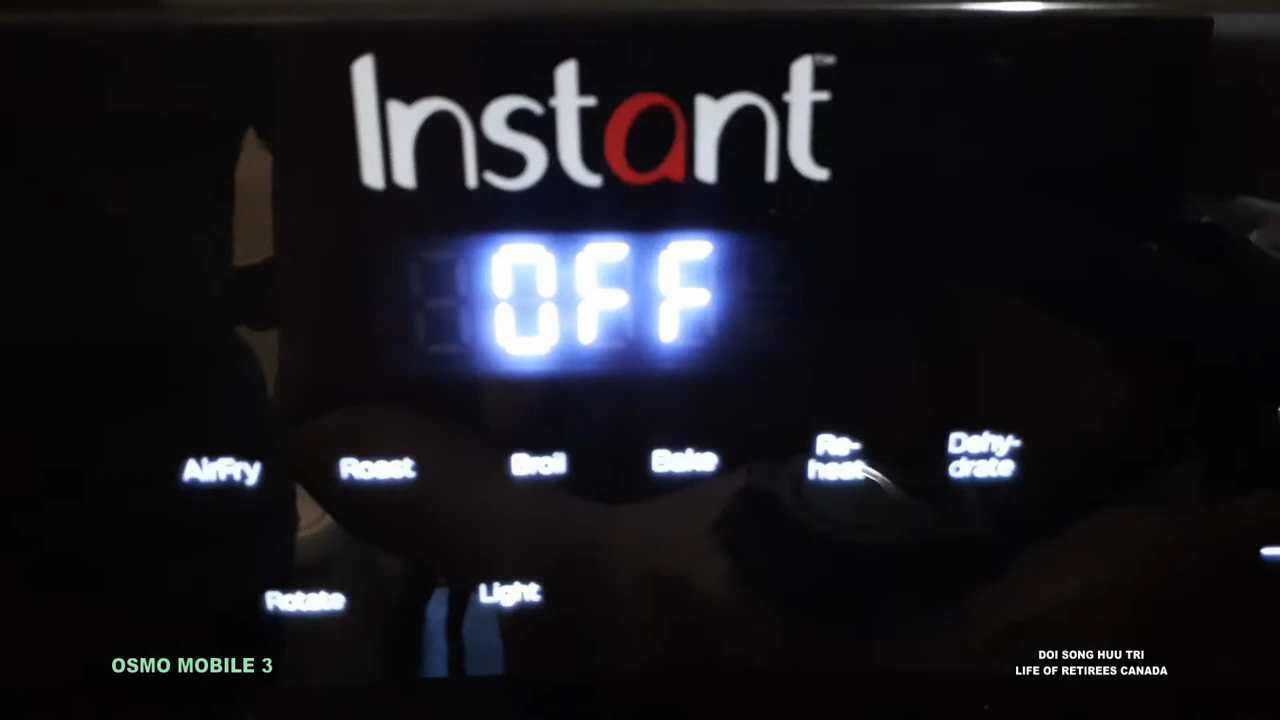 Instant™
OFF
AirFry Roast Broil Bake Re-
heat Dehy-
drate
Rotate Light
OSMO MOBILE 3
DOI SONG HUU TRI
LIFE OF RETIREES CANADA